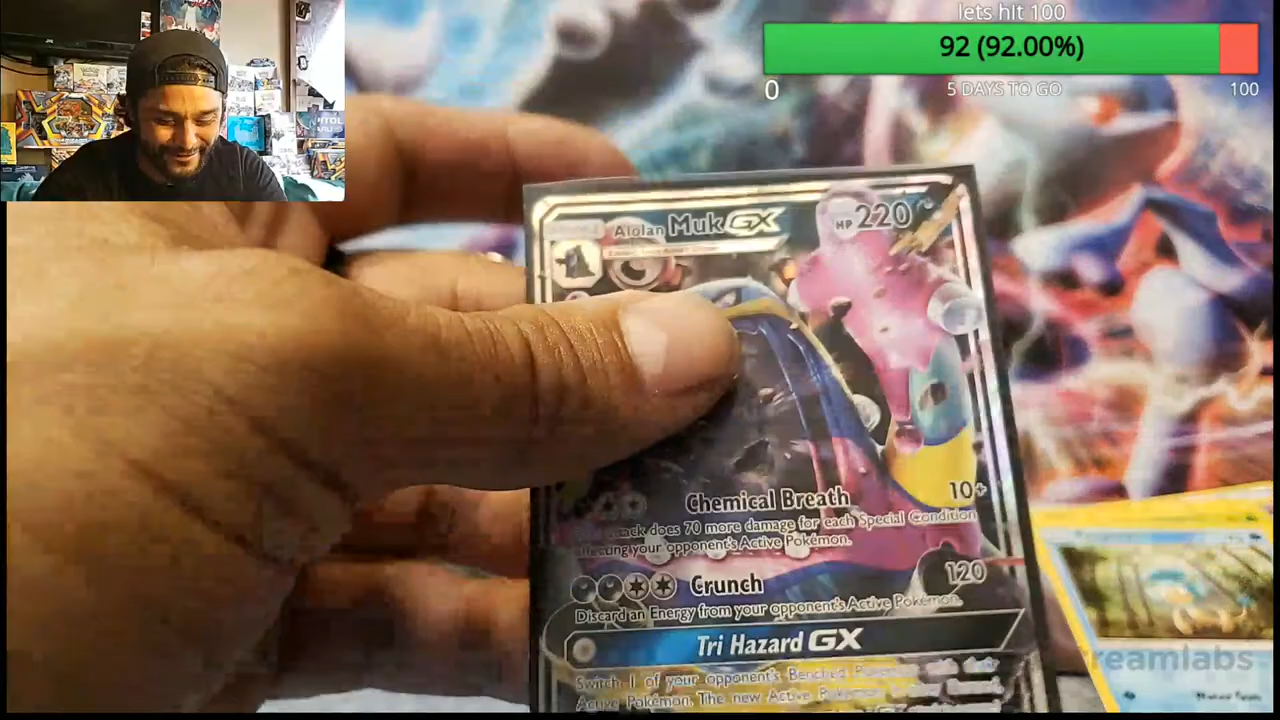 lets hit 100
92 (92.00%)
0
5 DAYS TO GO
100
Alolan Muk GX
HP 220
Chemical Breath 10+
does 70 more damage for each Special Condition
your opponent's Active Pokémon.
Crunch 120
Discard an Energy from your opponent's Active Pokémon.
Tri Hazard GX
Switch 1 of your opponent's Benched
Active Pokémon. The new Active Pokémon
reamlabs